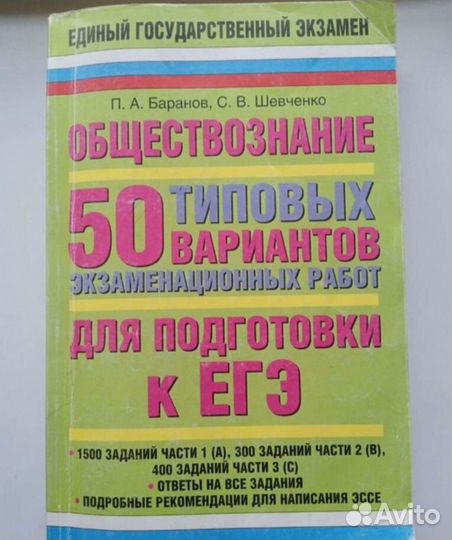 ЕДИНЫЙ ГОСУДАРСТВЕННЫЙ ЭКЗАМЕН
П. А. Баранов, С. В. Шевченко
ОБЩЕСТВОЗНАНИЕ
50 ТИПОВЫХ
ВАРИАНТОВ
ЭКЗАМЕНАЦИОННЫХ РАБОТ
ДЛЯ ПОДГОТОВКИ
К ЕГЭ
• 1500 ЗАДАНИЙ ЧАСТИ 1 (А), 300 ЗАДАНИЙ ЧАСТИ 2 (В),
400 ЗАДАНИЙ ЧАСТИ 3 (С)
• ОТВЕТЫ НА ВСЕ ЗАДАНИЯ
• ПОДРОБНЫЕ РЕКОМЕНДАЦИИ ДЛЯ НАПИСАНИЯ ЭССЕ
Avito